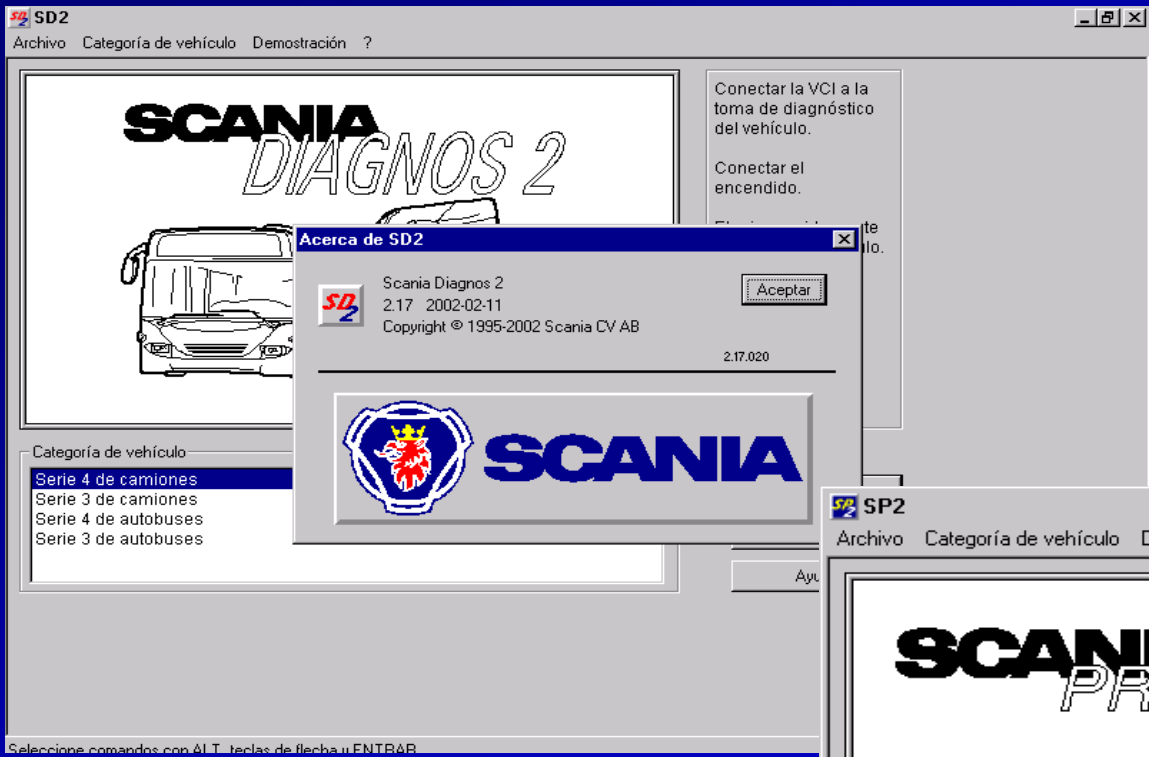 SD2
Archivo Categoría de vehículo Demostración ?
SCANIA
DIAGNOS 2
Conectar la VCI a la
toma de diagnóstico
del vehículo.
Conectar el
encendido.
Acerca de SD2
Scania Diagnos 2
2.17 2002-02-11
Copyright © 1995-2002 Scania CV AB
Aceptar
2.17.020
SCANIA
Categoría de vehículo
Serie 4 de camiones
Serie 3 de camiones
Serie 4 de autobuses
Serie 3 de autobuses
SP2
Archivo Categoría de vehículo
Seleccione comandos con ALT, teclas de flecha y ENTRAR